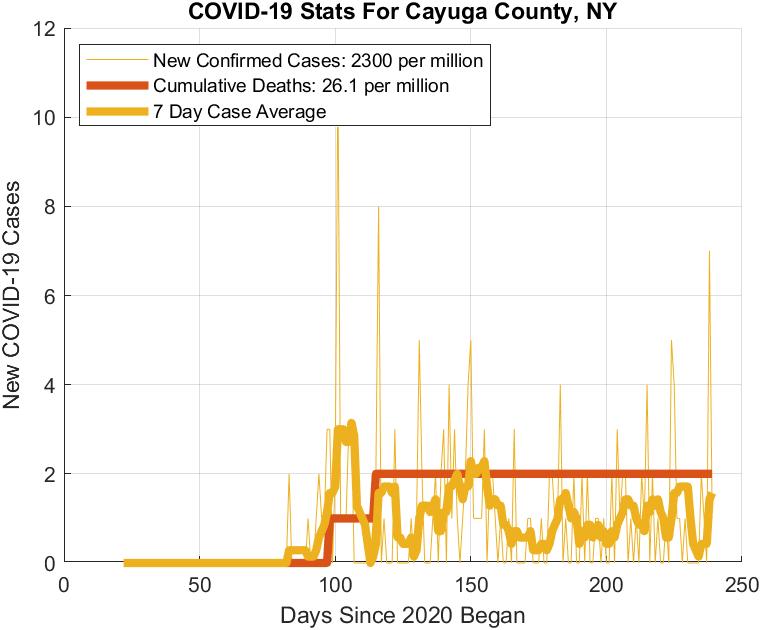 COVID-19 Stats For Cayuga County, NY
New Confirmed Cases: 2300 per million
Cumulative Deaths: 26.1 per million
7 Day Case Average
New COVID-19 Cases
12
10
8
6
4
2
0
0 50 100 150 200 250
Days Since 2020 Began